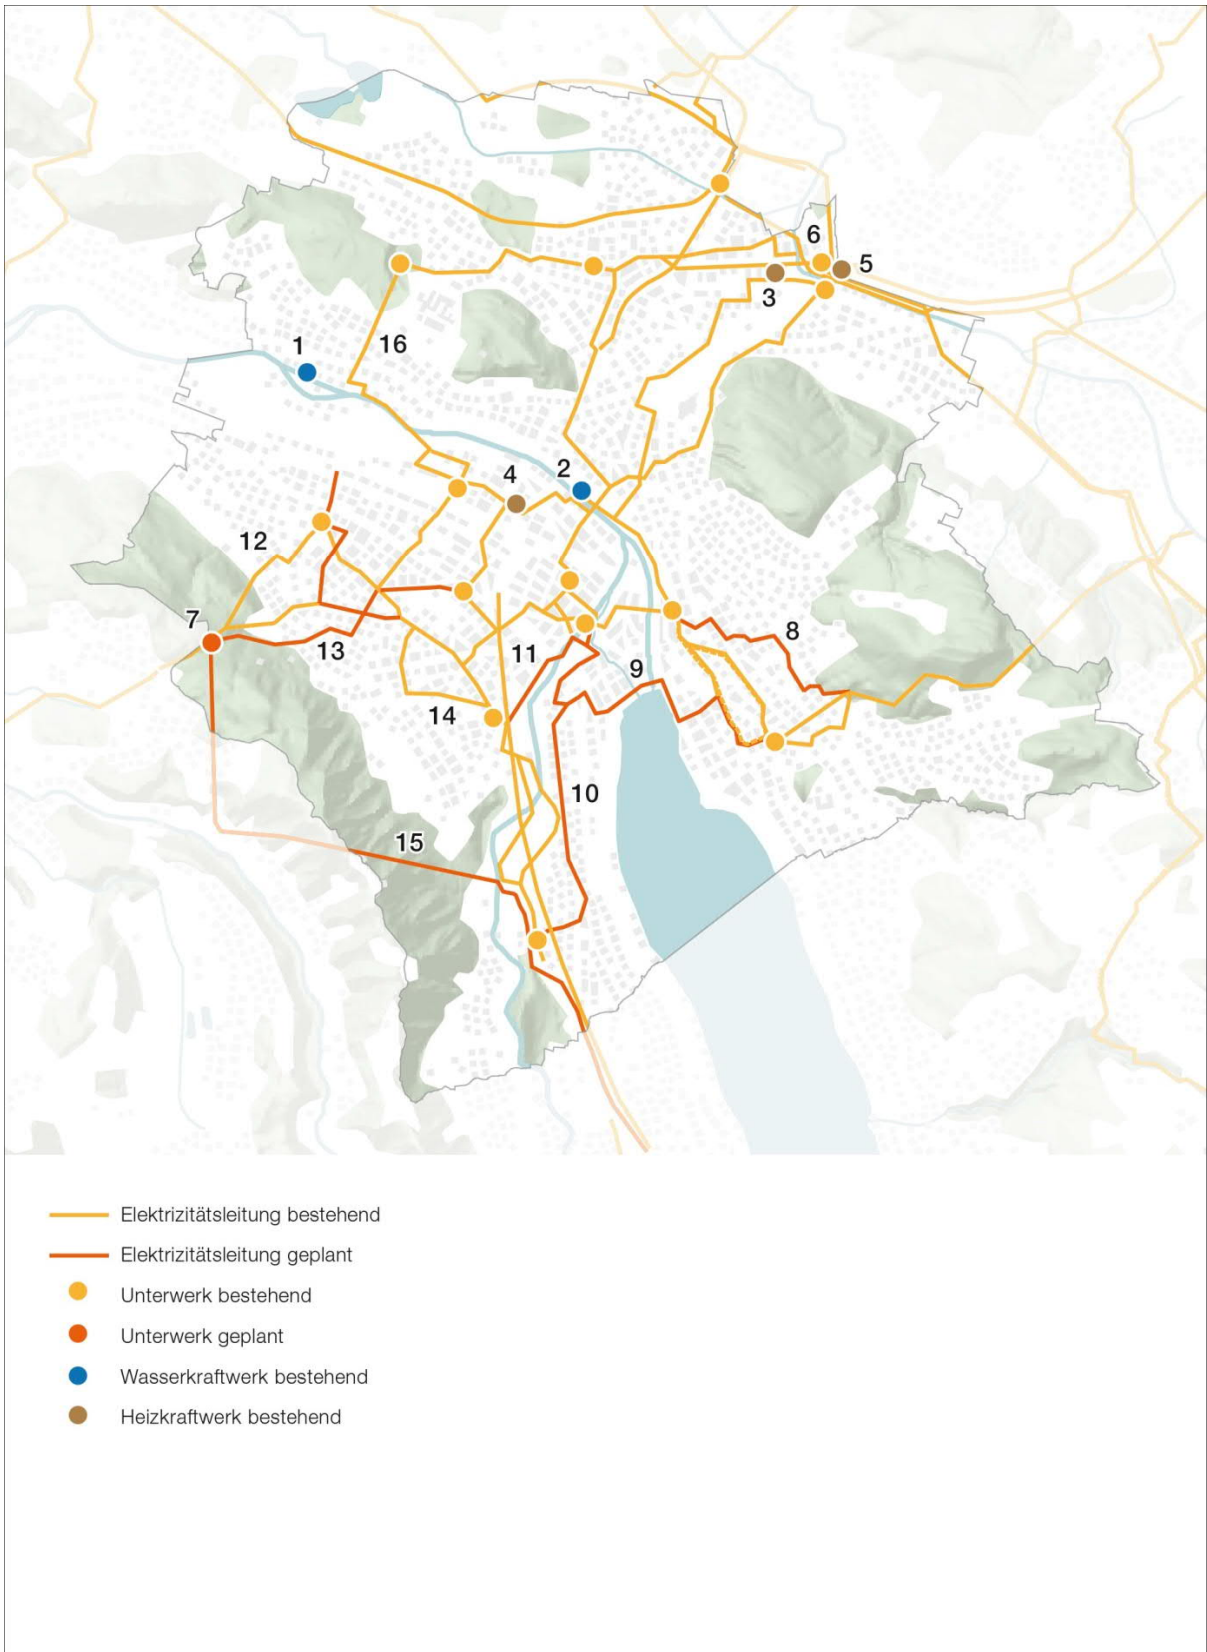 6
5
3
1
16
4
2
12
7
13
11
8
9
14
10
15
Elektrizitätsleitung bestehend
Elektrizitätsleitung geplant
Unterwerk bestehend
Unterwerk geplant
Wasserkraftwerk bestehend
Heizkraftwerk bestehend